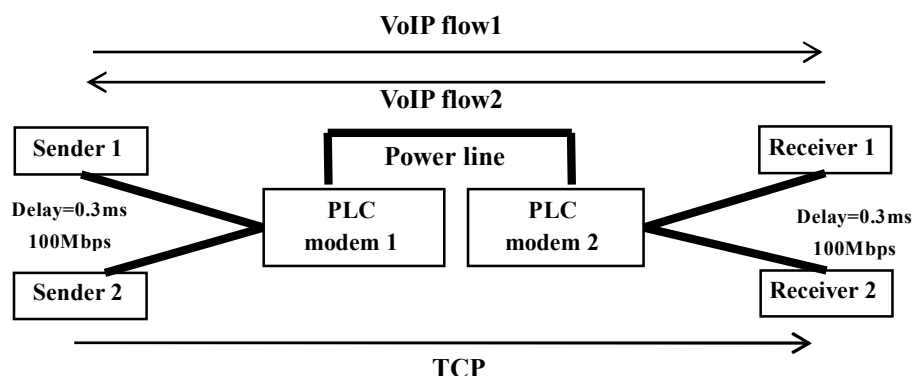 VoIP flow1
VoIP flow2
Sender 1
Power line
Receiver 1
Delay=0.3ms
100Mbps
PLC
modem 1
PLC
modem 2
Delay=0.3ms
100Mbps
Sender 2
Receiver 2
TCP